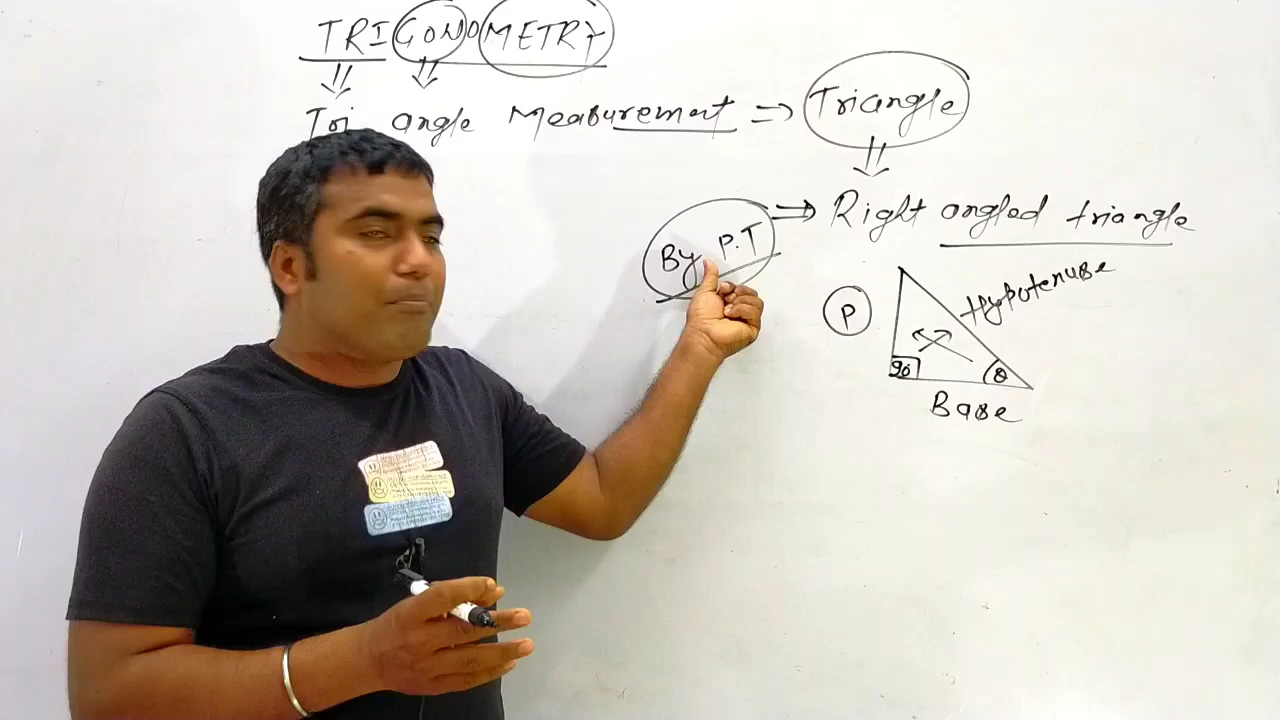 TRIGONOMETRY
Tri angle Measurement ⇒ Triangle
⇒ Right angled triangle
By P.T
P
Hypotenuse
90
θ
Base